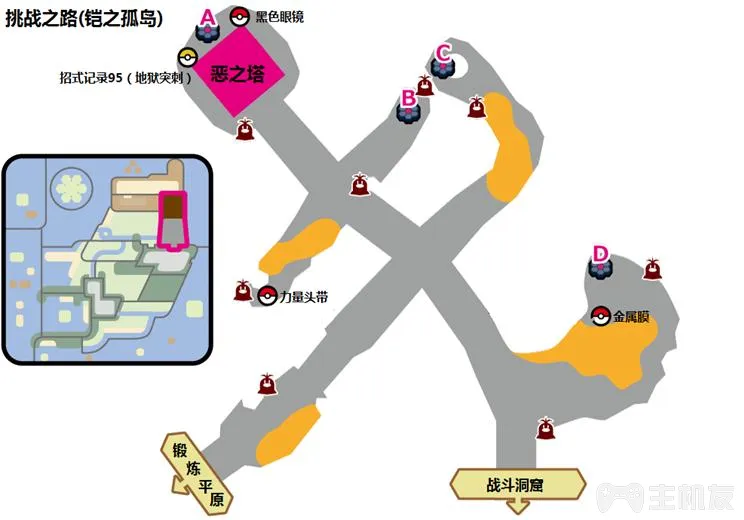 挑战之路(铠之孤岛)
A
黑色眼镜
招式记录95（地狱突刺）
恶之塔
C
B
D
力量头带
金属膜
锻炼平原
战斗洞窟
主机友